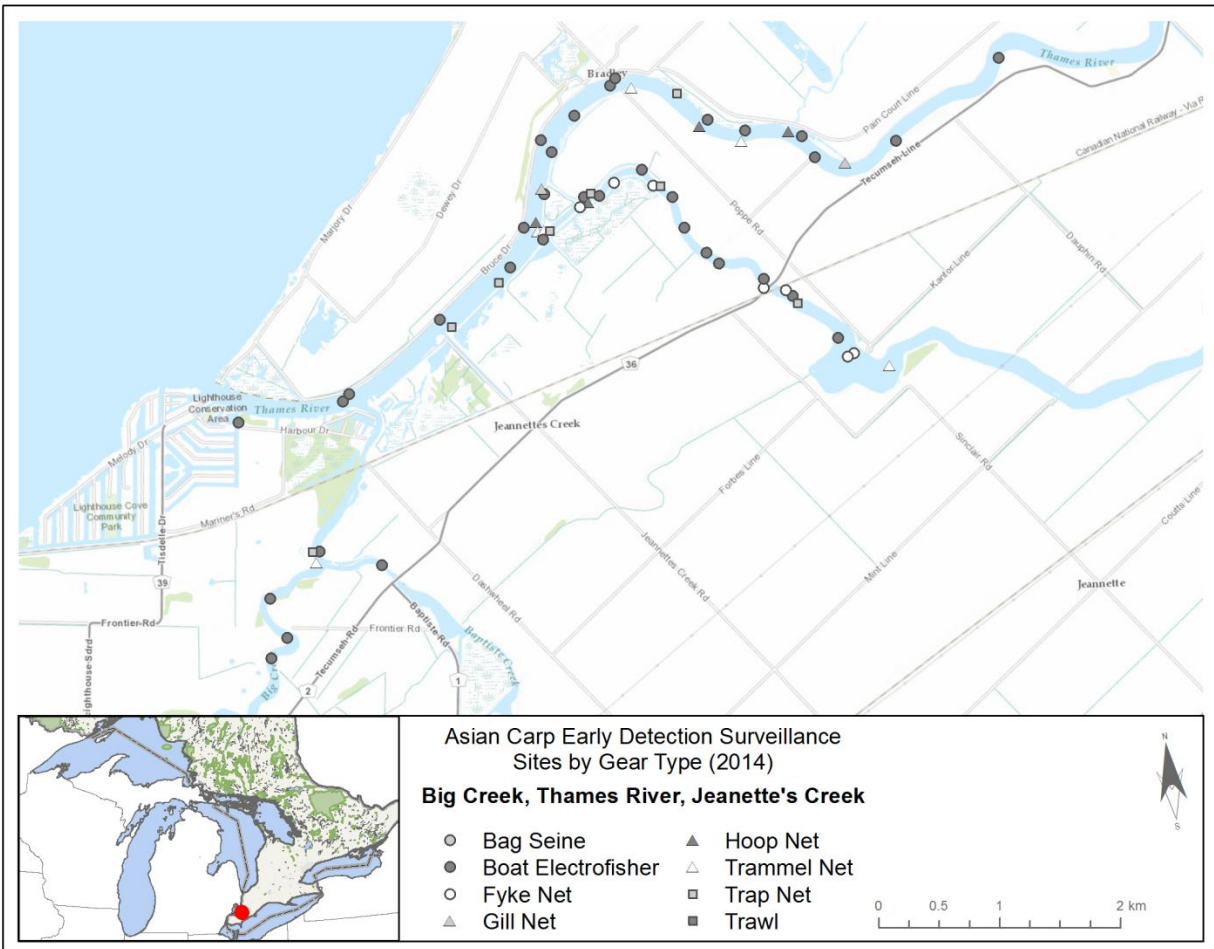 Thames River
Bradley
Pain Court Line
Canadian National Railway - Via R
Tecumseh Line
Dewey Dr
Marjory Dr
Poppe Rd
Dauphin Rd
Bruce Dr
Kantor Line
36
Lighthouse
Conservation
Area
Thames River
Harbour Dr
Jeannettes Creek
Melody Dr
Sinclair Rd
Forbes Line
Lighthouse Cove
Community
Park
Mariner's Rd
Tisdelle Dr
Coutts Line
Mint Line
Jeannettes Creek Rd
Jeannette
39
Dashwheel Rd
Baptiste Rd
Frontier Rd
Frontier Rd
Tecumseh Rd
Baptiste Creek
ighthouse Sdrd
Big Cre
2
1
Asian Carp Early Detection Surveillance
Sites by Gear Type (2014)
Big Creek, Thames River, Jeanette's Creek
N
S
Bag Seine
Boat Electrofisher
Fyke Net
Gill Net
Hoop Net
Trammel Net
Trap Net
Trawl
0 0.5 1 2 km